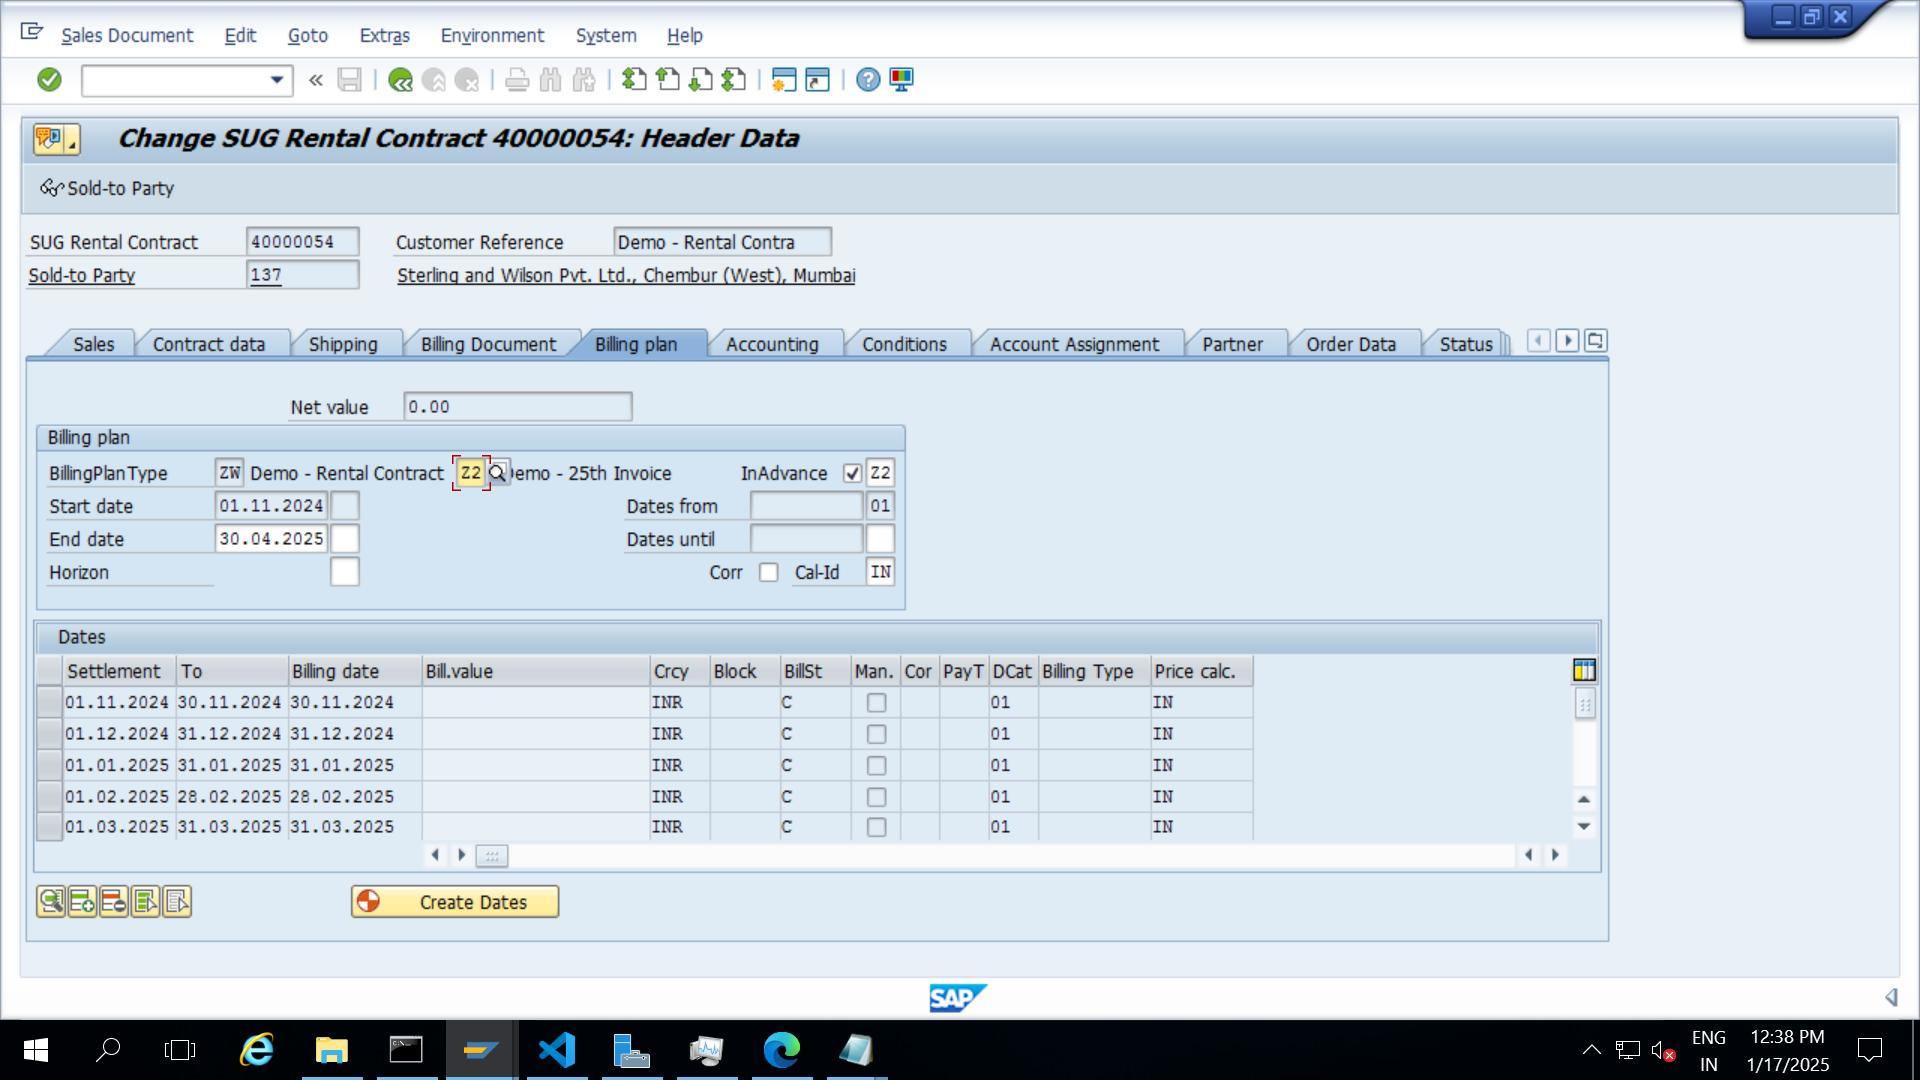 Sales Document Edit Goto Extras Environment System Help
Change SUG Rental Contract 40000054: Header Data
Sold-to Party
SUG Rental Contract 40000054 Customer Reference Demo - Rental Contra
Sold-to Party 137 Sterling and Wilson Pvt. Ltd., Chembur (West), Mumbai
Sales Contract data Shipping Billing Document Billing plan Accounting Conditions Account Assignment Partner Order Data Status
Net value 0.00
Billing plan
BillingPlanType ZW Demo - Rental Contract Z2 emo - 25th Invoice InAdvance Z2
Start date 01.11.2024 Dates from 01
End date 30.04.2025 Dates until
Horizon Corr Cal-Id IN
Dates
Settlement To Billing date Bill.value Crcy Block BillSt Man. Cor PayT DCat Billing Type Price calc.
01.11.2024 30.11.2024 30.11.2024 INR C 01 IN
01.12.2024 31.12.2024 31.12.2024 INR C 01 IN
01.01.2025 31.01.2025 31.01.2025 INR C 01 IN
01.02.2025 28.02.2025 28.02.2025 INR C 01 IN
01.03.2025 31.03.2025 31.03.2025 INR C 01 IN
Create Dates
SAP
ENG 12:38 PM
IN 1/17/2025